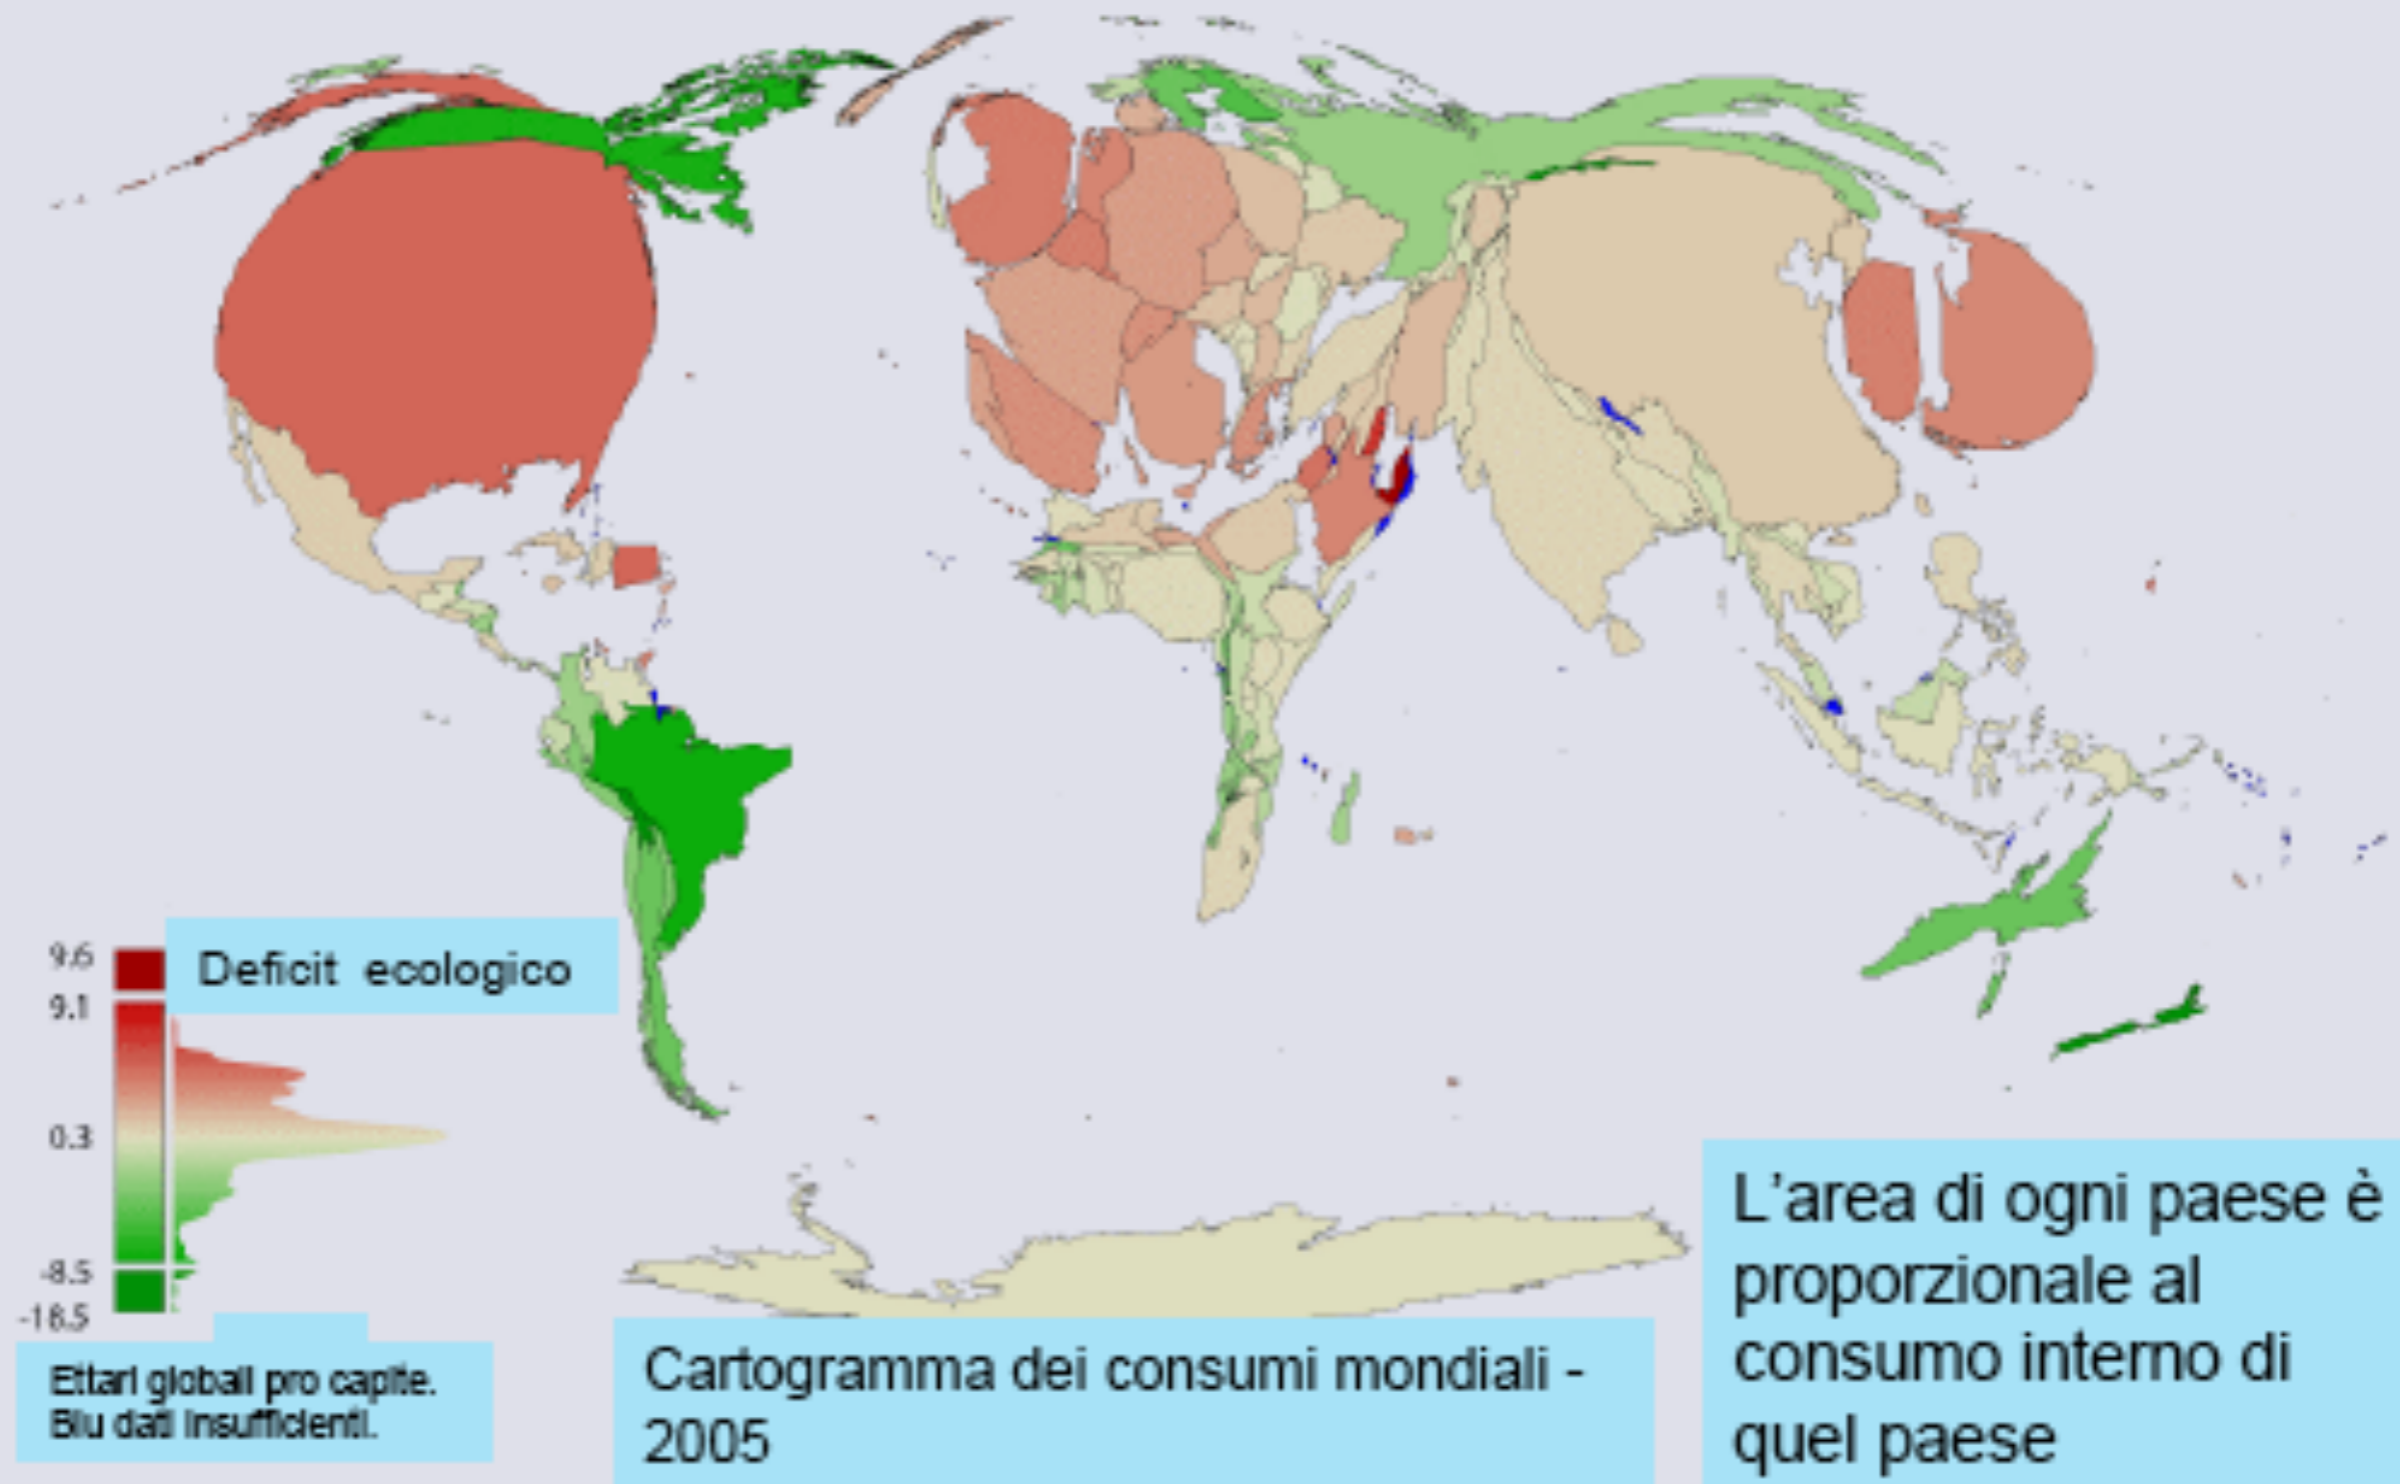 9.6
Deficit ecologico
9.1
0.3
-8.5
-18.5
Ettari globali pro capite.
Blu dati insufficienti.
Cartogramma dei consumi mondiali -
2005
L'area di ogni paese è
proporzionale al
consumo interno di
quel paese